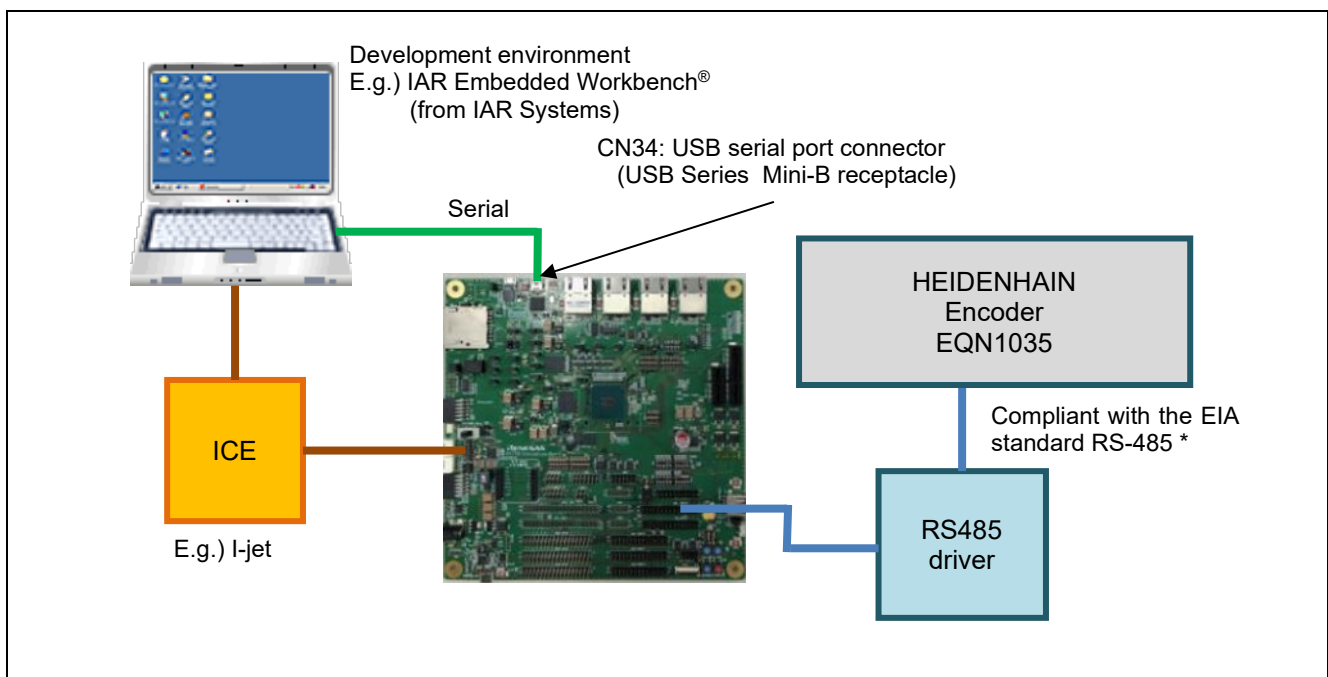 Development environment
E.g.) IAR Embedded Workbench®
(from IAR Systems)
CN34: USB serial port connector
(USB Series Mini-B receptacle)
Serial
HEIDENHAIN
Encoder
EQN1035
Compliant with the EIA
standard RS-485 *
ICE
E.g.) I-jet
RS485
driver